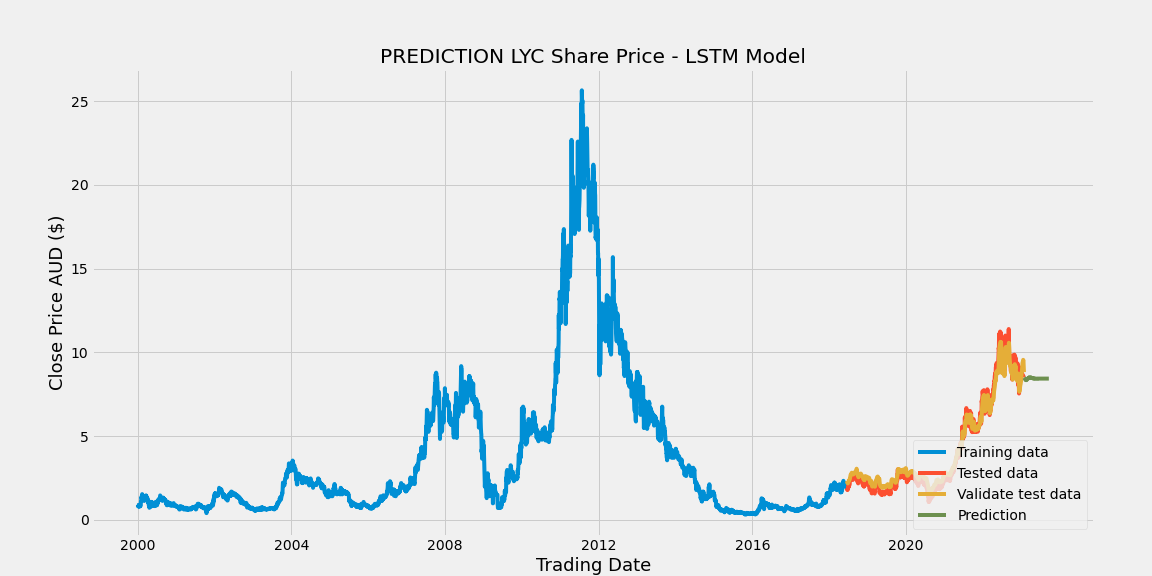 PREDICTION LYC Share Price - LSTM Model
Close Price AUD ($)
25
20
15
10
5
0
2000 2004 2008 2012 2016 2020
Trading Date
Training data
Tested data
Validate test data
Prediction